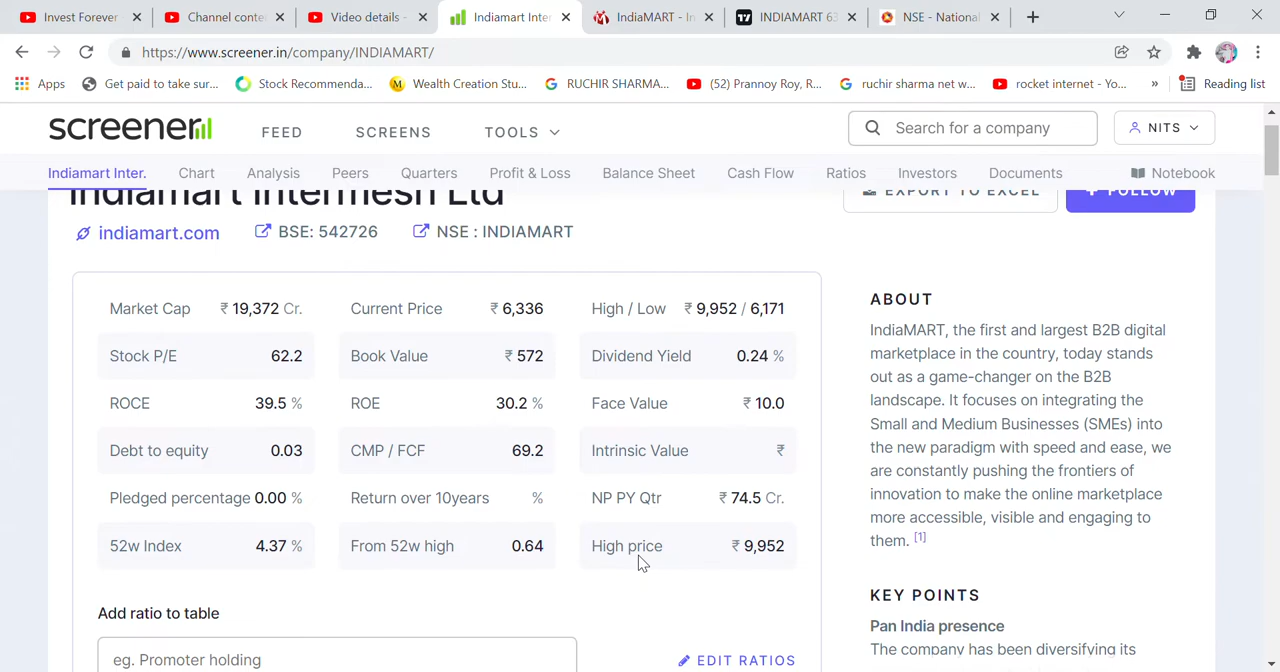 Invest Forever
Channel conte
Video details -
Indiamart Inter
IndiaMART - In
INDIAMART 63
NSE - National
https://www.screener.in/company/INDIAMART/
Apps
Get paid to take sur...
Stock Recommenda...
Wealth Creation Stu...
RUCHIR SHARMA...
(52) Prannoy Roy, R...
ruchir sharma net w...
rocket internet - Yo...
»
Reading list
screener
FEED
SCREENS
TOOLS
Search for a company
NITS
Indiamart Inter.
Chart
Analysis
Peers
Quarters
Profit & Loss
Balance Sheet
Cash Flow
Ratios
Investors
Documents
Notebook
Indiamart Intermesh Ltd
EXPORT TO EXCEL
+ FOLLOW
indiamart.com
BSE: 542726
NSE : INDIAMART
Market Cap ₹ 19,372 Cr.
Current Price ₹ 6,336
High / Low ₹ 9,952 / 6,171
Stock P/E 62.2
Book Value ₹ 572
Dividend Yield 0.24 %
ROCE 39.5 %
ROE 30.2 %
Face Value ₹ 10.0
Debt to equity 0.03
CMP / FCF 69.2
Intrinsic Value ₹
Pledged percentage 0.00 %
Return over 10years %
NP PY Qtr ₹ 74.5 Cr.
52w Index 4.37 %
From 52w high 0.64
High price ₹ 9,952
Add ratio to table
eg. Promoter holding
EDIT RATIOS
ABOUT
IndiaMART, the first and largest B2B digital
marketplace in the country, today stands
out as a game-changer on the B2B
landscape. It focuses on integrating the
Small and Medium Businesses (SMEs) into
the new paradigm with speed and ease, we
are constantly pushing the frontiers of
innovation to make the online marketplace
more accessible, visible and engaging to
them. [1]
KEY POINTS
Pan India presence
The company has been diversifying its